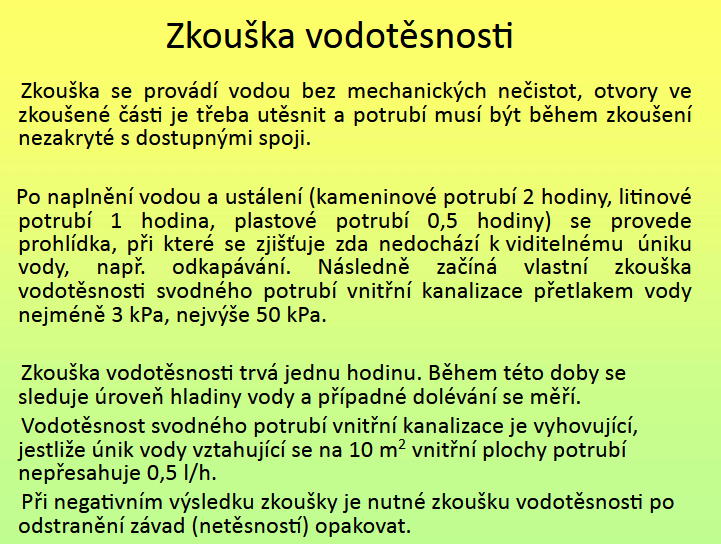 Zkouška vodotěsnosti
Zkouška se provádí vodou bez mechanických nečistot, otvory ve
zkoušené části je třeba utěsnit a potrubí musí být během zkoušení
nezakryté s dostupnými spoji.
Po naplnění vodou a ustálení (kameninové potrubí 2 hodiny, litinové
potrubí 1 hodina, plastové potrubí 0,5 hodiny) se provede
prohlídka, při které se zjišťuje zda nedochází k viditelnému úniku
vody, např. odkapávání. Následně začíná vlastní zkouška
vodotěsnosti svodného potrubí vnitřní kanalizace přetlakem vody
nejméně 3 kPa, nejvýše 50 kPa.
Zkouška vodotěsnosti trvá jednu hodinu. Během této doby se
sleduje úroveň hladiny vody a případné dolévání se měří.
Vodotěsnost svodného potrubí vnitřní kanalizace je vyhovující,
jestliže únik vody vztahující se na 10 m² vnitřní plochy potrubí
nepřesahuje 0,5 l/h.
Při negativním výsledku zkoušky je nutné zkoušku vodotěsnosti po
odstranění závad (netěsností) opakovat.